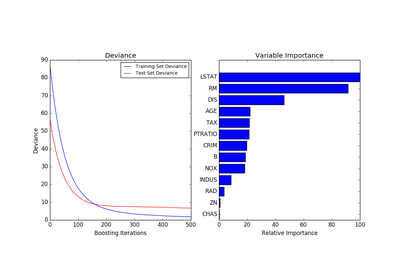 Deviance
90
80
70
60
50
40
30
20
10
0
Deviance
Training Set Deviance
Test Set Deviance
0 100 200 300 400 500
Boosting Iterations
Variable Importance
LSTAT
RM
DIS
AGE
TAX
PTRATIO
CRIM
B
NOX
INDUS
RAD
ZN
CHAS
0 20 40 60 80 100
Relative Importance